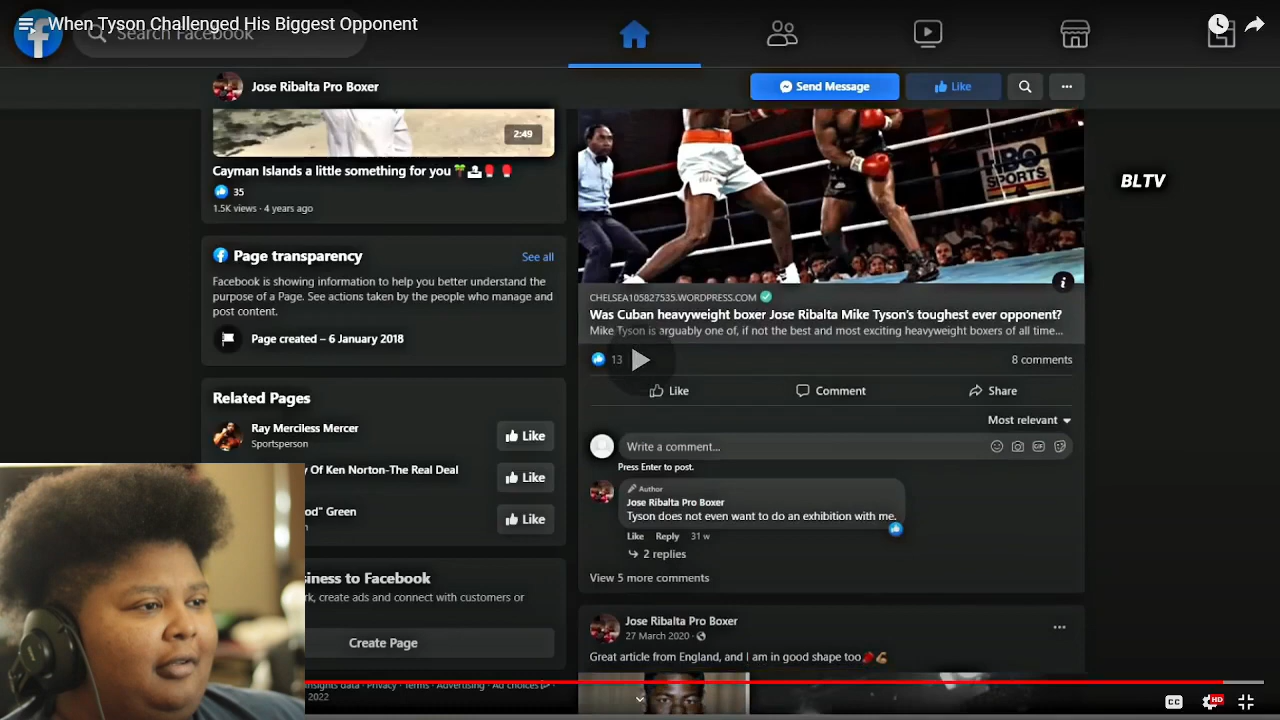 When Tyson Challenged His Biggest Opponent
Search Facebook
Jose Ribalta Pro Boxer
Send Message
Like
2:49
Cayman Islands a little something for you
35
1.5K views · 4 years ago
Page transparency
See all
Facebook is showing information to help you better understand the
purpose of a Page. See actions taken by the people who manage and
post content.
Page created – 6 January 2018
Related Pages
Ray Merciless Mercer
Sportsperson
Like
y Of Ken Norton-The Real Deal
Like
od" Green
Like
siness to Facebook
rk, create ads and connect with customers or
Create Page
Insights data · Privacy · Terms · Advertising · Ad choices
2022
HBO
SPORTS
BLTV
CHELSEA105827535.WORDPRESS.COM
Was Cuban heavyweight boxer Jose Ribalta Mike Tyson's toughest ever opponent?
Mike Tyson is arguably one of, if not the best and most exciting heavyweight boxers of all time...
13
8 comments
Like
Comment
Share
Most relevant
Write a comment...
GIF
Press Enter to post.
Author
Jose Ribalta Pro Boxer
Tyson does not even want to do an exhibition with me.
Like Reply 31 w
2 replies
View 5 more comments
Jose Ribalta Pro Boxer
27 March 2020 ·
Great article from England, and I am in good shape too
CC
HD